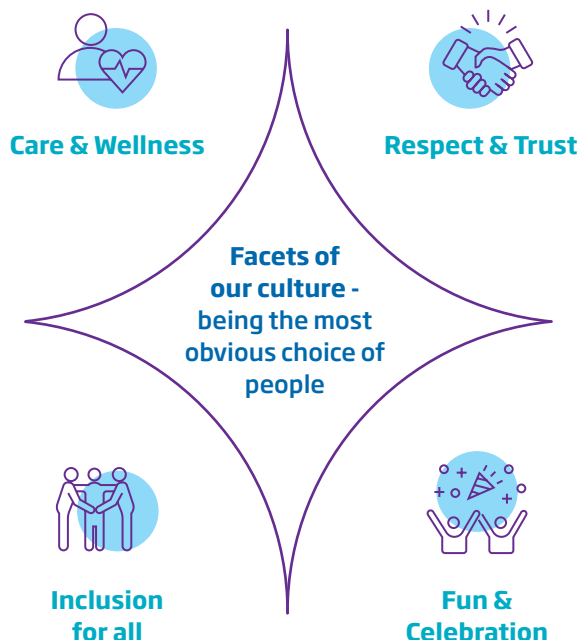 Care & Wellness
Respect & Trust
Facets of
our culture -
being the most
obvious choice of
people
Inclusion
for all
Fun &
Celebration